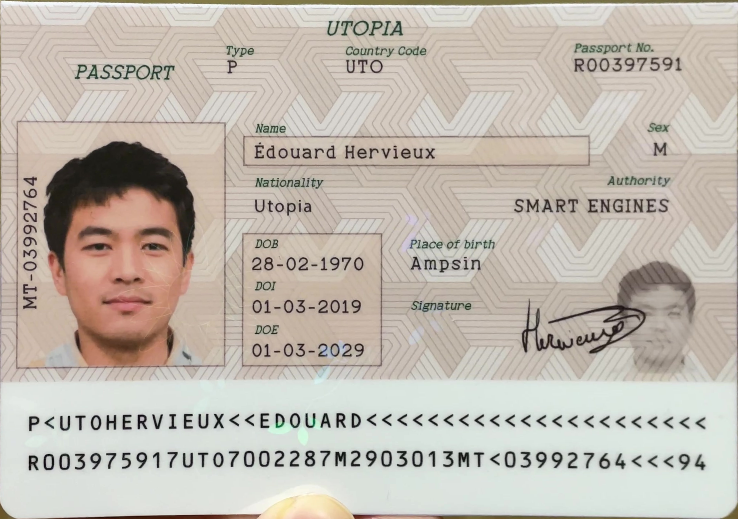 UTOPIA
PASSPORT
Type
P
Country Code
UTO
Passport No.
R00397591
MT-03992764
Name
Édouard Hervieux
Sex
M
Nationality
Utopia
Authority
SMART ENGINES
DOB
28-02-1970
DOI
01-03-2019
DOE
01-03-2029
Place of birth
Ampsin
Signature
Hervieux
P<UTOHERVIEUX<<EDOUARD<<<<<<<<<<<<<<<<<<<<<<
R003975917UTO7002287M2903013MT<03992764<<<94